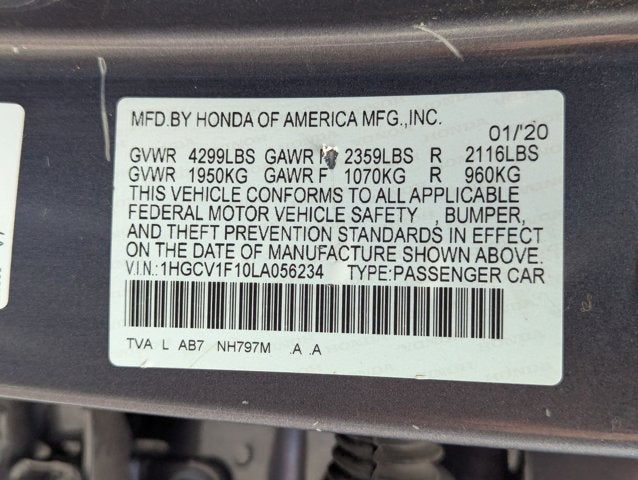 MFD.BY HONDA OF AMERICA MFG.,INC.
01/'20
GVWR 4299LBS GAWR 2359LBS R 2116LBS
GVWR 1950KG GAWR F 1070KG R 960KG
THIS VEHICLE CONFORMS TO ALL APPLICABLE
FEDERAL MOTOR VEHICLE SAFETY , BUMPER,
AND THEFT PREVENTION STANDARDS IN EFFECT
ON THE DATE OF MANUFACTURE SHOWN ABOVE.
V.I.N.:1HGCV1F10LA056234 TYPE:PASSENGER CAR
TVA L AB7 NH797M .A .A